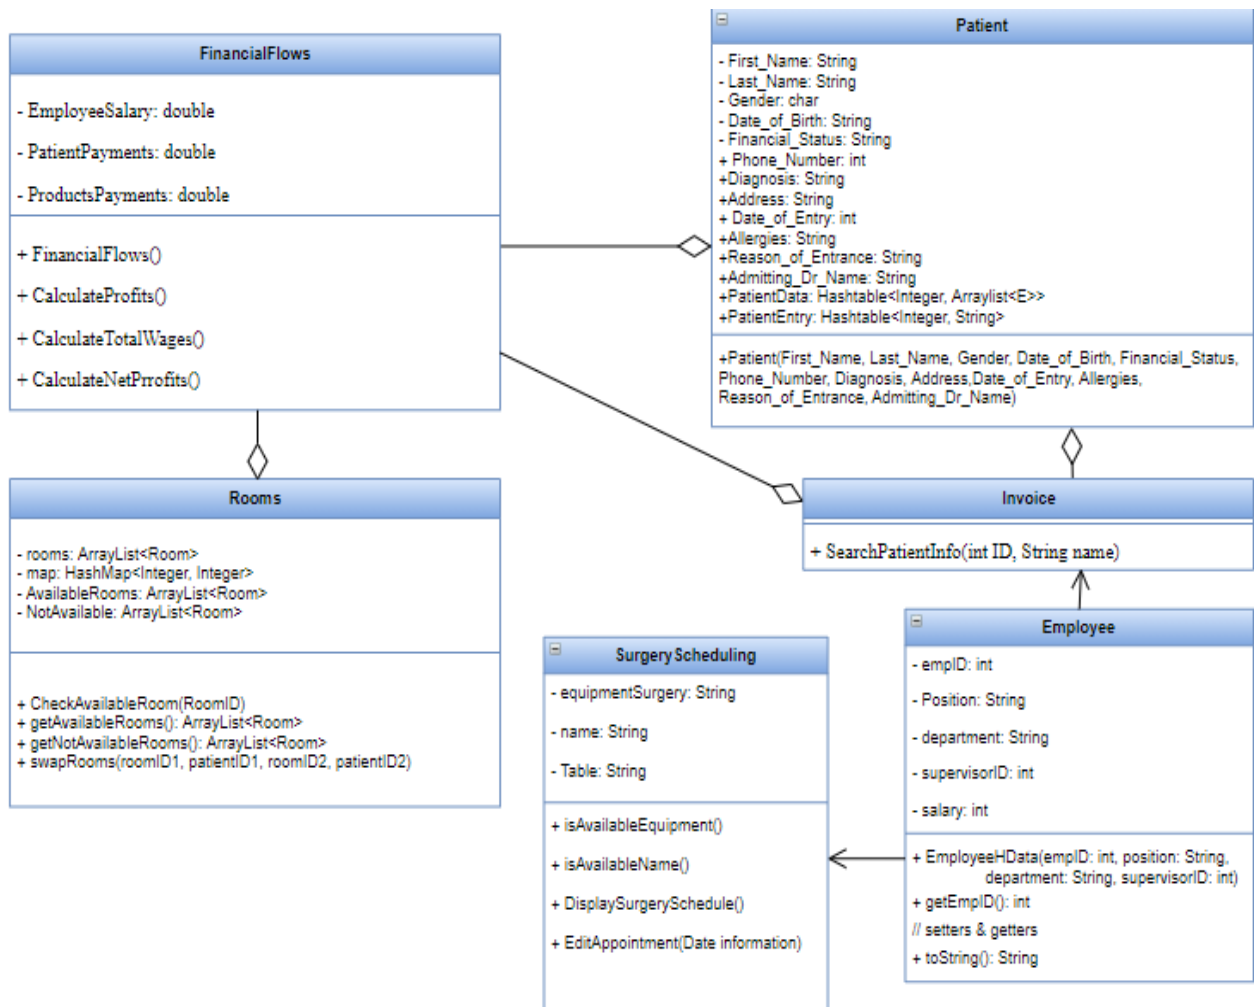 FinancialFlows
- EmployeeSalary: double
- PatientPayments: double
- ProductsPayments: double
+ FinancialFlows()
+ CalculateProfits()
+ CalculateTotalWages()
+ CalculateNetPrrofits()
Patient
- First_Name: String
- Last_Name: String
- Gender: char
- Date_of_Birth: String
- Financial_Status: String
+ Phone_Number: int
+Diagnosis: String
+Address: String
+ Date_of_Entry: int
+Allergies: String
+Reason_of_Entrance: String
+Admitting_Dr_Name: String
+PatientData: Hashtable<Integer, Arraylist<E>>
+PatientEntry: Hashtable<Integer, String>
+Patient(First_Name, Last_Name, Gender, Date_of_Birth, Financial_Status,
Phone_Number, Diagnosis, Address,Date_of_Entry, Allergies,
Reason_of_Entrance, Admitting_Dr_Name)
Rooms
- rooms: ArrayList<Room>
- map: HashMap<Integer, Integer>
- AvailableRooms: ArrayList<Room>
- NotAvailable: ArrayList<Room>
+ CheckAvailableRoom(RoomID)
+ getAvailableRooms(): ArrayList<Room>
+ getNotAvailableRooms(): ArrayList<Room>
+ swapRooms(roomID1, patientID1, roomID2, patientID2)
Invoice
+ SearchPatientInfo(int ID, String name)
SurgeryScheduling
- equipmentSurgery: String
- name: String
- Table: String
+ isAvailableEquipment()
+ isAvailableName()
+ DisplaySurgerySchedule()
+ EditAppointment(Date information)
Employee
- empID: int
- Position: String
- department: String
- supervisorID: int
- salary: int
+ EmployeeHData(empID: int, position: String,
department: String, supervisorID: int)
+ getEmpID(): int
// setters & getters
+ toString(): String